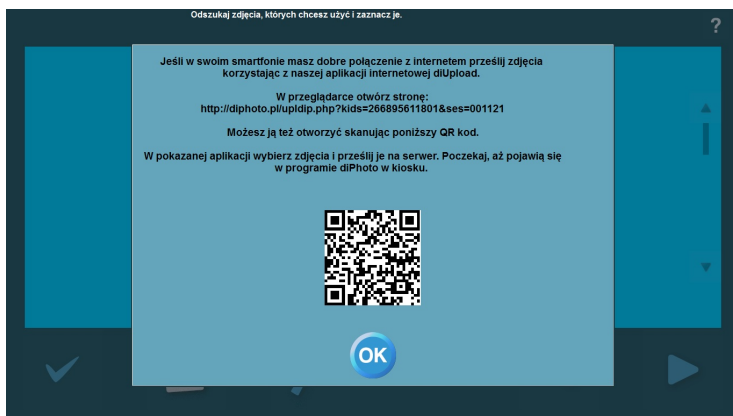 Odszukaj zdjęcia, których chcesz użyć i zaznacz je.
?
Jeśli w swoim smartfonie masz dobre połączenie z internetem prześlij zdjęcia
korzystając z naszej aplikacji internetowej diUpload.
W przeglądarce otwórz stronę:
http://diphoto.pl/upldip.php?kids=266895611801&ses=001121
Możesz ją też otworzyć skanując poniższy QR kod.
W pokazanej aplikacji wybierz zdjęcia i prześlij je na serwer. Poczekaj, aż pojawią się
w programie diPhoto w kiosku.
OK